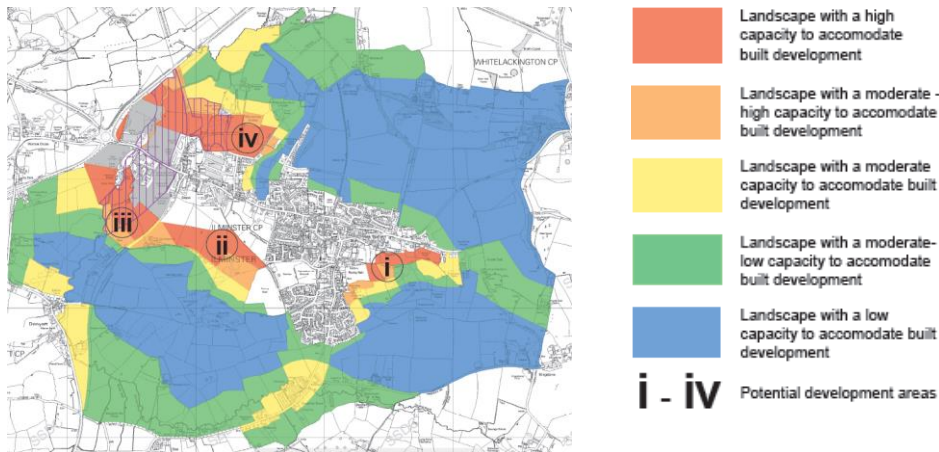 WHITELACKINGTON CP
iv
iii
ILMINSTER CP
ii
ILMINSTER
i
Landscape with a high
capacity to accomodate
built development
Landscape with a moderate -
high capacity to accomodate
built development
Landscape with a moderate
capacity to accomodate built
development
Landscape with a moderate-
low capacity to accomodate
built development
Landscape with a low
capacity to accomodate built
development
i - iv Potential development areas